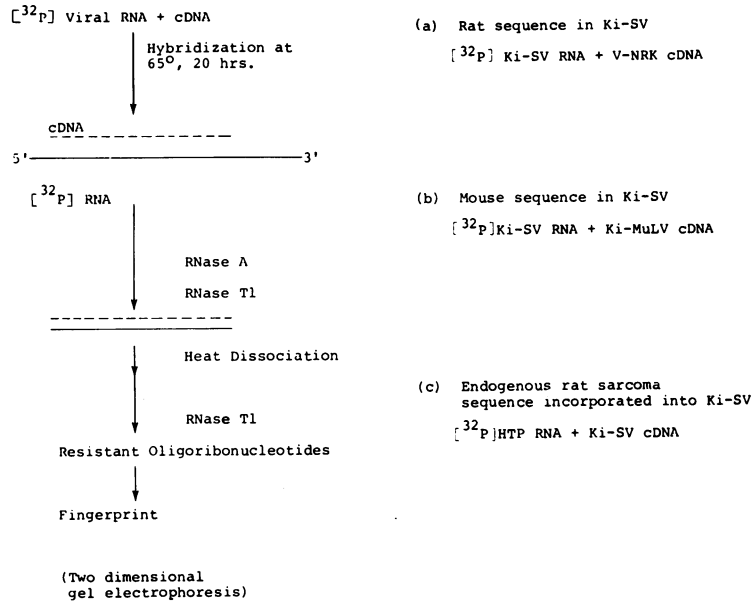 [32P] Viral RNA + cDNA
Hybridization at
65°, 20 hrs.
cDNA
5' 3'
[32P] RNA
RNase A
RNase T1
Heat Dissociation
RNase T1
Resistant Oligoribonucleotides
Fingerprint
(Two dimensional
gel electrophoresis)
(a) Rat sequence in Ki-SV
[32P] Ki-SV RNA + V-NRK cDNA
(b) Mouse sequence in Ki-SV
[32P]Ki-SV RNA + Ki-MuLV cDNA
(c) Endogenous rat sarcoma
sequence incorporated into Ki-SV
[32P]HTP RNA + Ki-SV cDNA